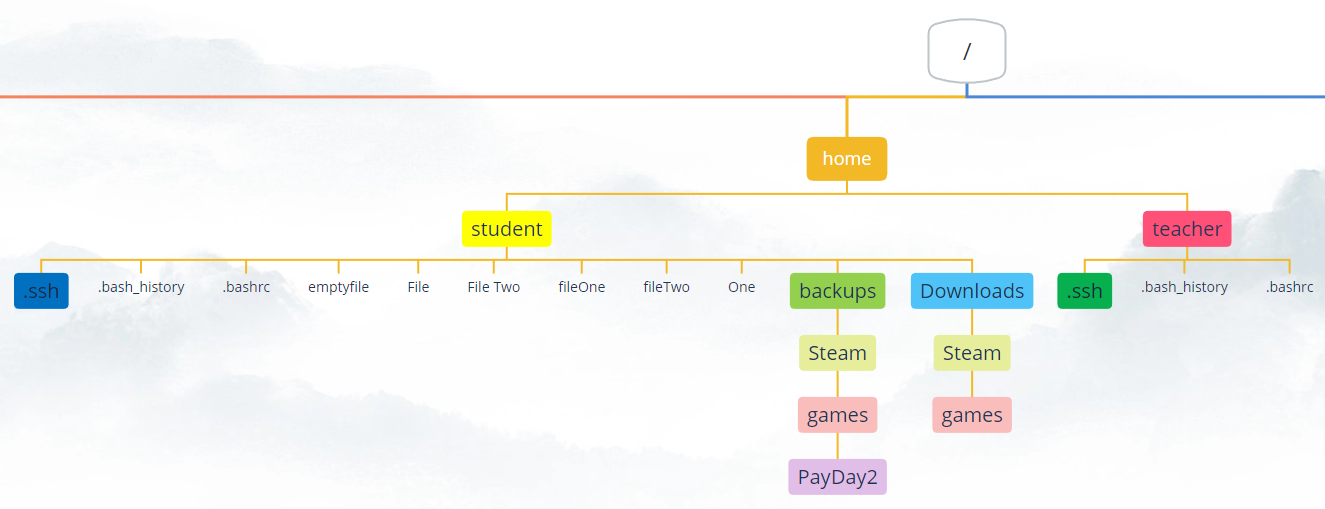 /
home
student
teacher
.ssh
.bash_history
.bashrc
emptyfile
File
File Two
fileOne
fileTwo
One
backups
Downloads
.ssh
.bash_history
.bashrc
Steam
Steam
games
games
PayDay2